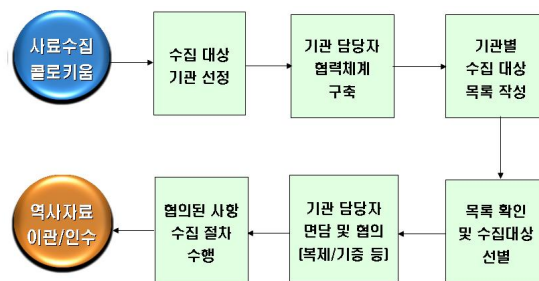 사료수집
콜로키움
수집 대상
기관 선정
기관 담당자
협력체계
구축
기관별
수집 대상
목록 작성
목록 확인
및 수집대상
선별
기관 담당자
면담 및 협의
(복제/기증 등)
협의된 사항
수집 절차
수행
역사자료
이관/인수